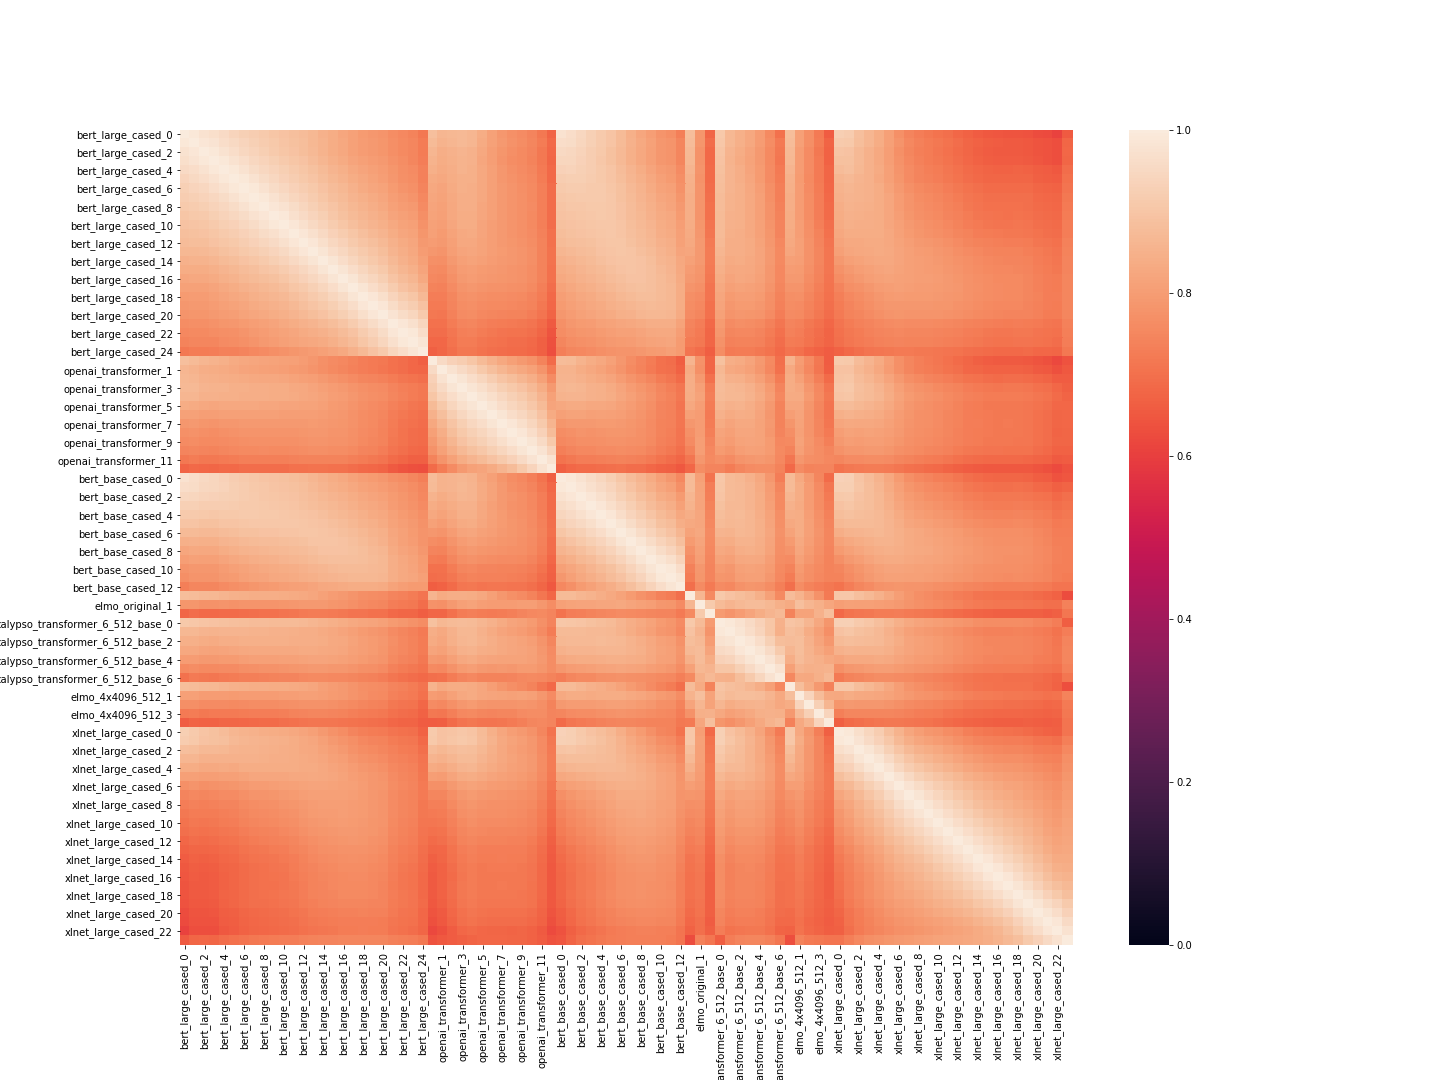 bert_large_cased_0
bert_large_cased_2
bert_large_cased_4
bert_large_cased_6
bert_large_cased_8
bert_large_cased_10
bert_large_cased_12
bert_large_cased_14
bert_large_cased_16
bert_large_cased_18
bert_large_cased_20
bert_large_cased_22
bert_large_cased_24
openai_transformer_1
openai_transformer_3
openai_transformer_5
openai_transformer_7
openai_transformer_9
openai_transformer_11
bert_base_cased_0
bert_base_cased_2
bert_base_cased_4
bert_base_cased_6
bert_base_cased_8
bert_base_cased_10
bert_base_cased_12
elmo_original_1
talypso_transformer_6_512_base_0
alypso_transformer_6_512_base_2
alypso_transformer_6_512_base_4
alypso_transformer_6_512_base_6
elmo_4x4096_512_1
elmo_4x4096_512_3
xlnet_large_cased_0
xlnet_large_cased_2
xlnet_large_cased_4
xlnet_large_cased_6
xlnet_large_cased_8
xlnet_large_cased_10
xlnet_large_cased_12
xlnet_large_cased_14
xlnet_large_cased_16
xlnet_large_cased_18
xlnet_large_cased_20
xlnet_large_cased_22
bert_large_cased_0
bert_large_cased_2
bert_large_cased_4
bert_large_cased_6
bert_large_cased_8
bert_large_cased_10
bert_large_cased_12
bert_large_cased_14
bert_large_cased_16
bert_large_cased_18
bert_large_cased_20
bert_large_cased_22
bert_large_cased_24
openai_transformer_1
openai_transformer_3
openai_transformer_5
openai_transformer_7
openai_transformer_9
openai_transformer_11
bert_base_cased_0
bert_base_cased_2
bert_base_cased_4
bert_base_cased_6
bert_base_cased_8
bert_base_cased_10
bert_base_cased_12
elmo_original_1
ansformer_6_512_base_0
ansformer_6_512_base_2
ansformer_6_512_base_4
ansformer_6_512_base_6
elmo_4x4096_512_1
elmo_4x4096_512_3
xlnet_large_cased_0
xlnet_large_cased_2
xlnet_large_cased_4
xlnet_large_cased_6
xlnet_large_cased_8
xlnet_large_cased_10
xlnet_large_cased_12
xlnet_large_cased_14
xlnet_large_cased_16
xlnet_large_cased_18
xlnet_large_cased_20
xlnet_large_cased_22
1.0
0.8
0.6
0.4
0.2
0.0